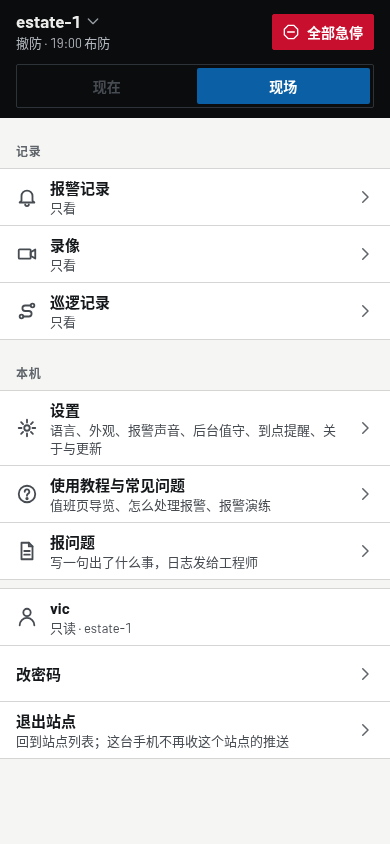 estate-1
撤防 · 19:00 布防
全部急停
现在
现场
记录
报警记录
只看
录像
只看
巡逻记录
只看
本机
设置
语言、外观、报警声音、后台值守、到点提醒、关
于与更新
使用教程与常见问题
值班页导览、怎么处理报警、报警演练
报问题
写一句出了什么事，日志发给工程师
vic
只读 · estate-1
改密码
退出站点
回到站点列表；这台手机不再收这个站点的推送